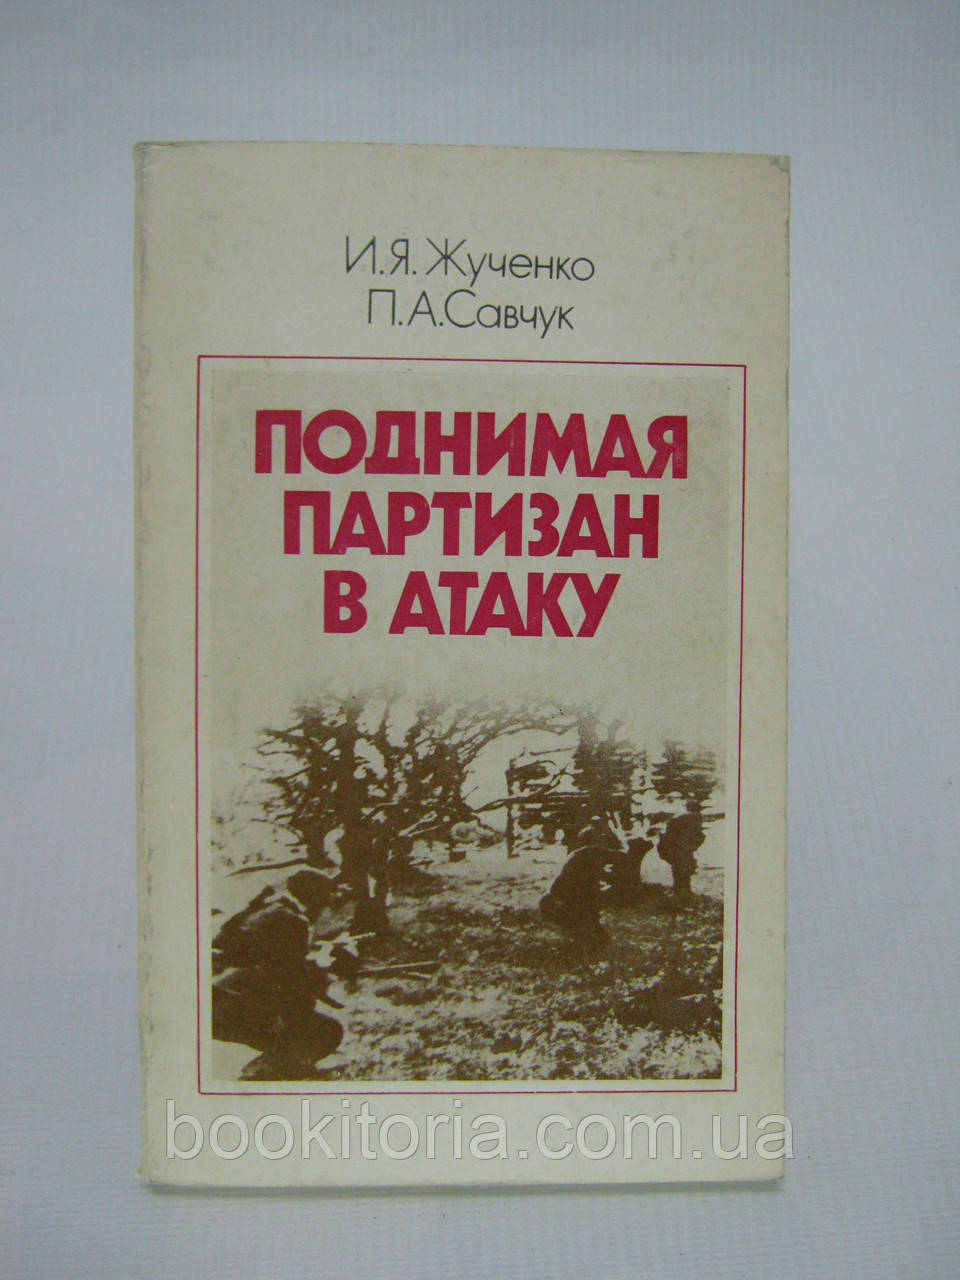 И.Я. Жученко
П.А.Савчук
ПОДНИМАЯ
ПАРТИЗАН
В АТАКУ
bookitoria.com.ua